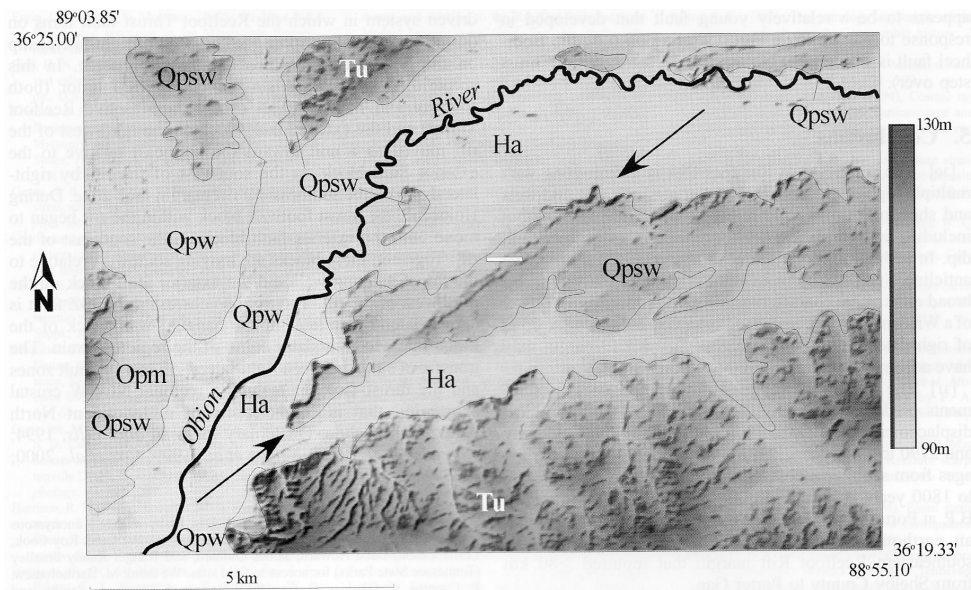 89°03.85'
36°25.00'
Qpsw
Tu
River
Qpsw
130m
Ha
Qpsw
Qpw
Qpsw
N
Qpw
Opm
Ha
Ha
Qpsw
Obion
90m
Tu
Qpw
36°19.33'
88°55.10'
5 km